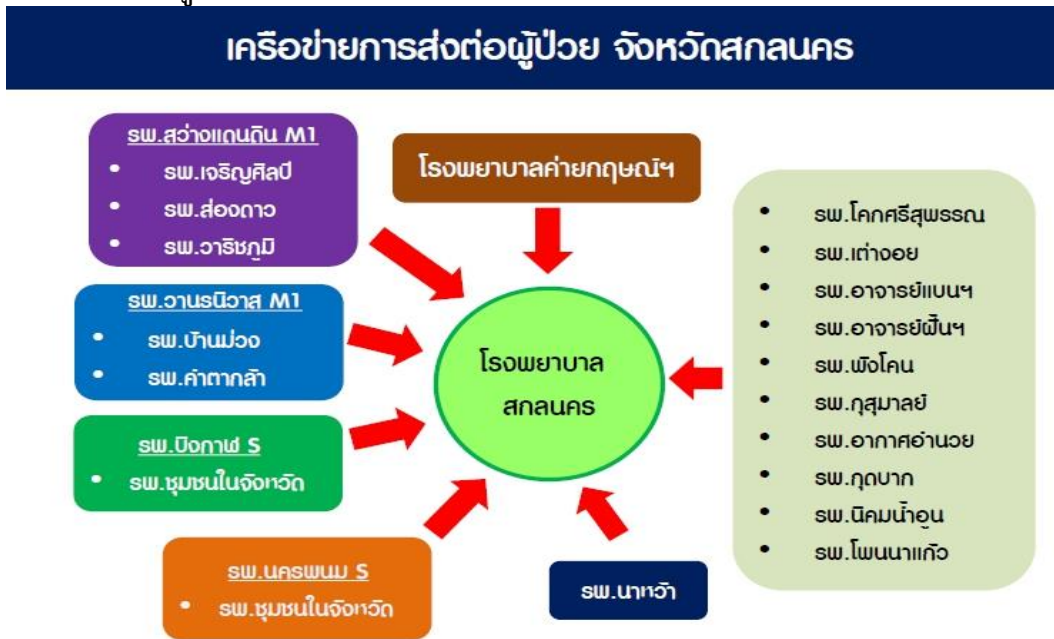 เครือข่ายการส่งต่อผู้ป่วย จังหวัดสกลนคร
รพ.สว่างแดนดิน M1
• รพ.เจริญศิลป์
• รพ.ส่องดาว
• รพ.วาริชภูมิ
รพ.วานรนิวาส M1
• รพ.บ้านม่วง
• รพ.คำตากล้า
รพ.บึงกาฬ S
• รพ.ชุมชนในจังหวัด
รพ.นครพนม S
• รพ.ชุมชนในจังหวัด
โรงพยาบาลค่ายกฤษณ์ฯ
โรงพยาบาล
สกลนคร
รพ.นาหว้า
• รพ.โคกศรีสุพรรณ
• รพ.เต่างอย
• รพ.อาจารย์แบนฯ
• รพ.อาจารย์ฝั้นฯ
• รพ.พังโคน
• รพ.กุสุมาลย์
• รพ.อากาศอำนวย
• รพ.กุดบาก
• รพ.นิคมน้ำอูน
• รพ.โพนนาแก้ว